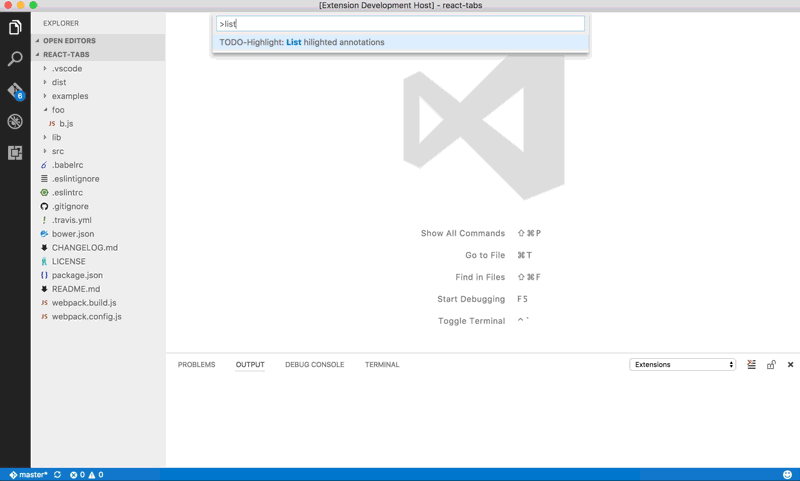 [Extension Development Host] - react-tabs
>list
TODO-Highlight: List hilighted annotations
EXPLORER
OPEN EDITORS
REACT-TABS
.vscode
dist
examples
foo
JS b.js
lib
src
.babelrc
.eslintignore
.eslintrc
.gitignore
! .travis.yml
bower.json
CHANGELOG.md
LICENSE
package.json
README.md
JS webpack.build.js
JS webpack.config.js
6
Show All Commands ⇧⌘P
Go to File ⌘T
Find in Files ⇧⌘F
Start Debugging F5
Toggle Terminal ⌃`
PROBLEMS OUTPUT DEBUG CONSOLE TERMINAL Extensions
master* 0 0